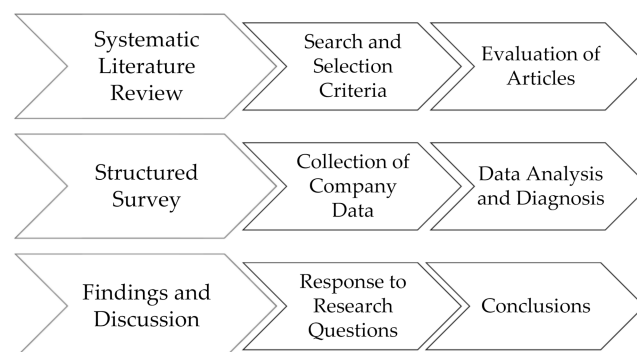 Systematic
Literature
Review
Search and
Selection
Criteria
Evaluation of
Articles
Structured
Survey
Collection of
Company
Data
Data Analysis
and Diagnosis
Findings and
Discussion
Response to
Research
Questions
Conclusions